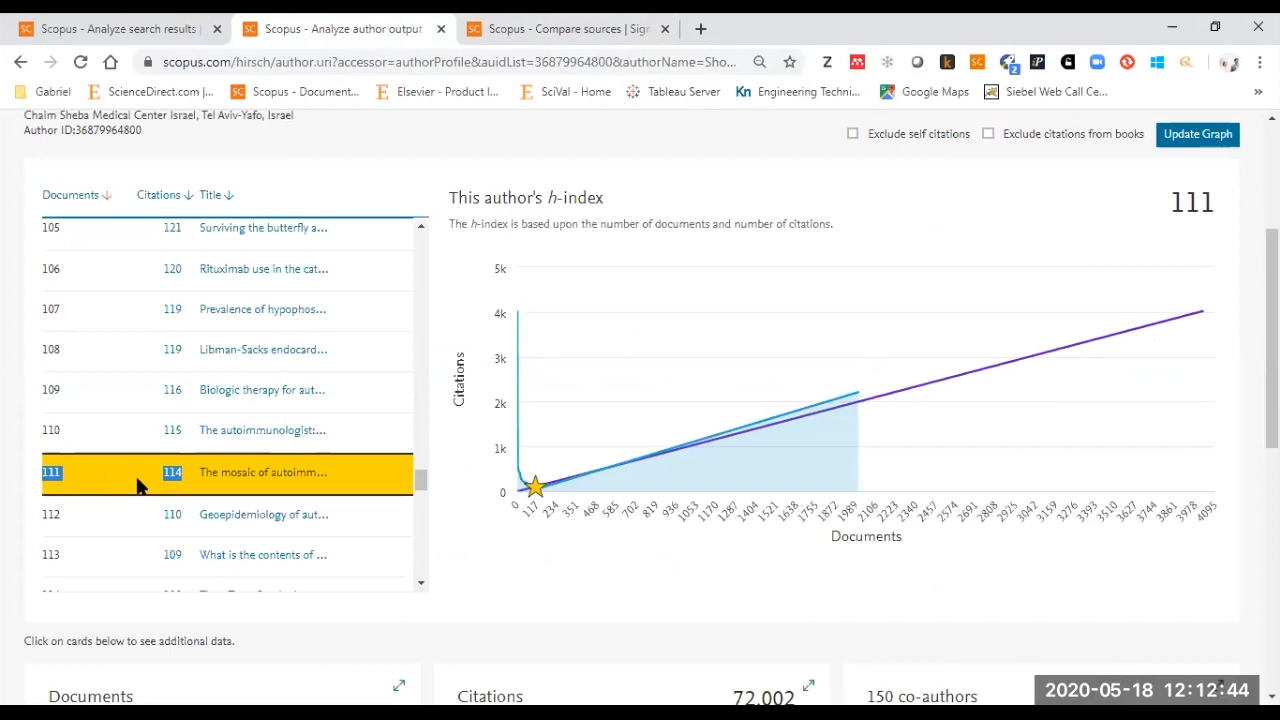 Scopus - Analyze search results |
Scopus - Analyze author output
Scopus - Compare sources | Sig
scopus.com/hirsch/author.uri?accessor=authorProfile&auidList=36879964800&authorName=Sho...
Gabriel
ScienceDirect.com |...
Scopus - Document...
Elsevier - Product I...
SciVal - Home
Tableau Server
Kn Engineering Techni...
Google Maps
Siebel Web Call Ce...
Chaim Sheba Medical Center Israel, Tel Aviv-Yafo, Israel
Author ID:36879964800
Exclude self citations
Exclude citations from books
Update Graph
Documents Citations Title
105 121 Surviving the butterfly a...
106 120 Rituximab use in the cat...
107 119 Prevalence of hypophos...
108 119 Libman-Sacks endocard...
109 116 Biologic therapy for aut...
110 115 The autoimmunologist:...
111 114 The mosaic of autoimm...
112 110 Geoepidemiology of aut...
113 109 What is the contents of ...
This author's h-index
111
The h-index is based upon the number of documents and number of citations.
5k
4k
3k
2k
1k
0
Citations
0 117 234 351 468 585 702 819 936 1053 1170 1287 1404 1521 1638 1755 1872 1989 2106 2223 2340 2457 2574 2691 2808 2925 3042 3159 3276 3393 3510 3627 3744 3861 3978 4095
Documents
Click on cards below to see additional data.
Documents
Citations 72,002
150 co-authors
2020-05-18 12:12:44